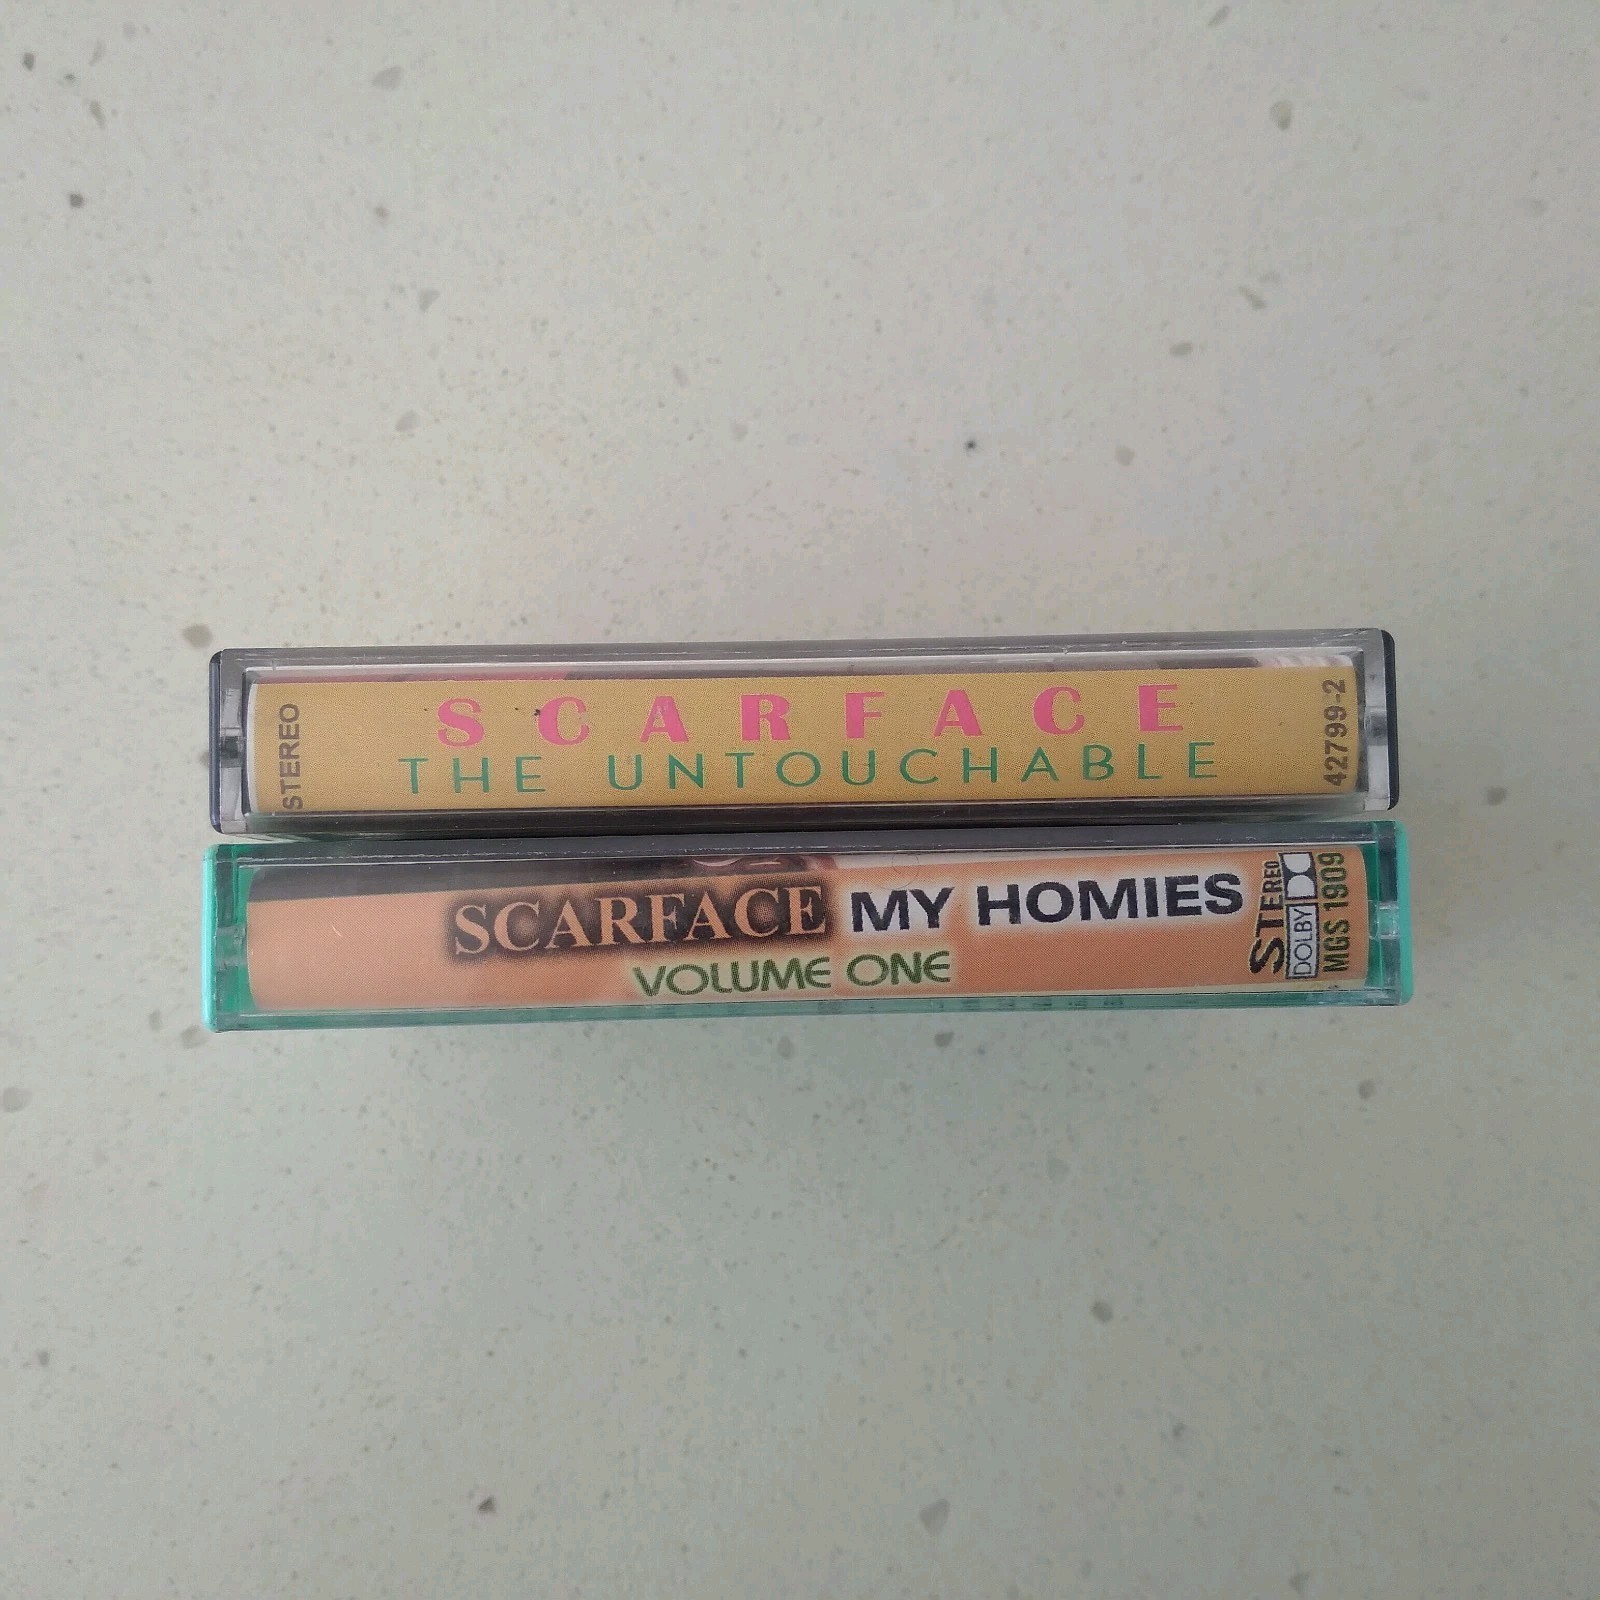 STEREO
SCARFACE
THE UNTOUCHABLE
42799-2
SCARFACE MY HOMIES
VOLUME ONE
STEREO
DOLBY
MGS 1909